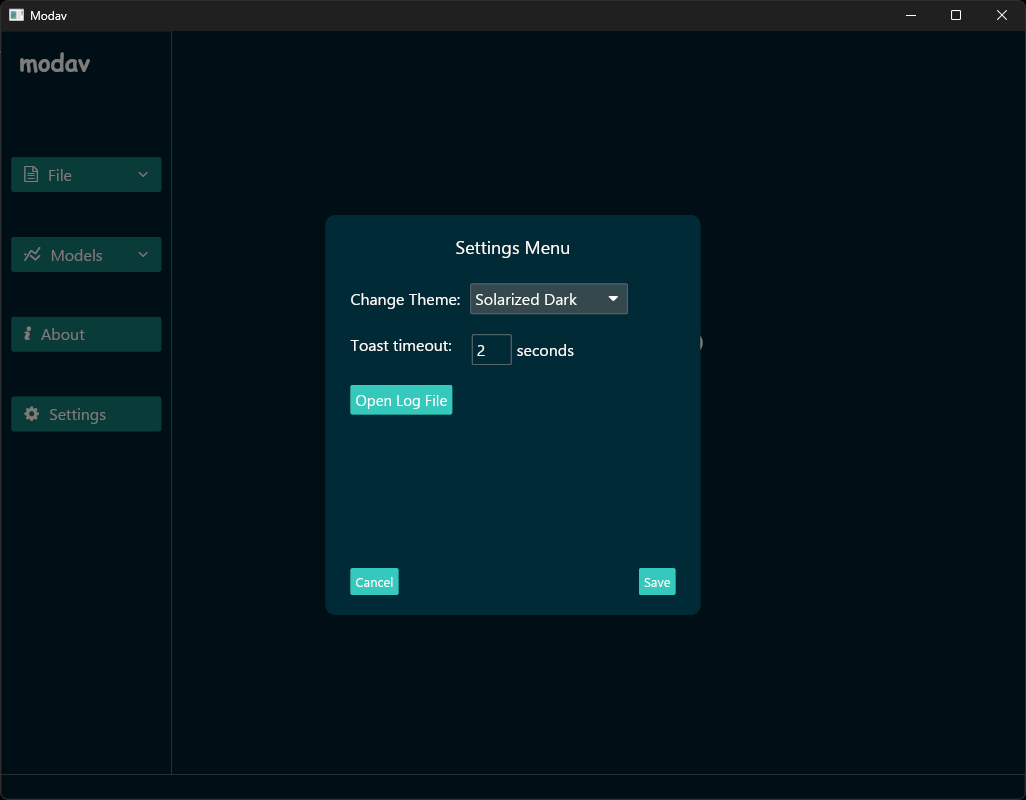 Modav
modav
File
Models
About
Settings
Settings Menu
Change Theme: Solarized Dark
Toast timeout: 2 seconds
Open Log File
Cancel Save